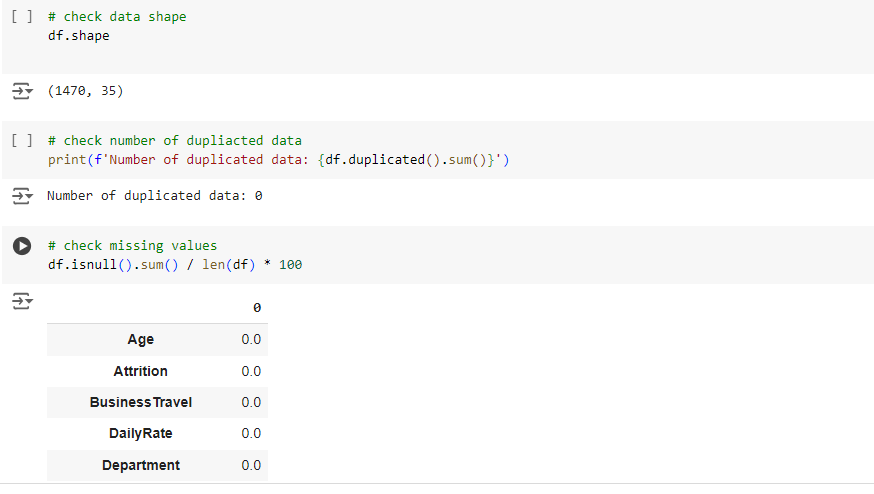 [ ] # check data shape
df.shape
(1470, 35)
[ ] # check number of dupliacted data
print(f'Number of duplicated data: {df.duplicated().sum()}')
Number of duplicated data: 0
# check missing values
df.isnull().sum() / len(df) * 100
0
Age 0.0
Attrition 0.0
BusinessTravel 0.0
DailyRate 0.0
Department 0.0